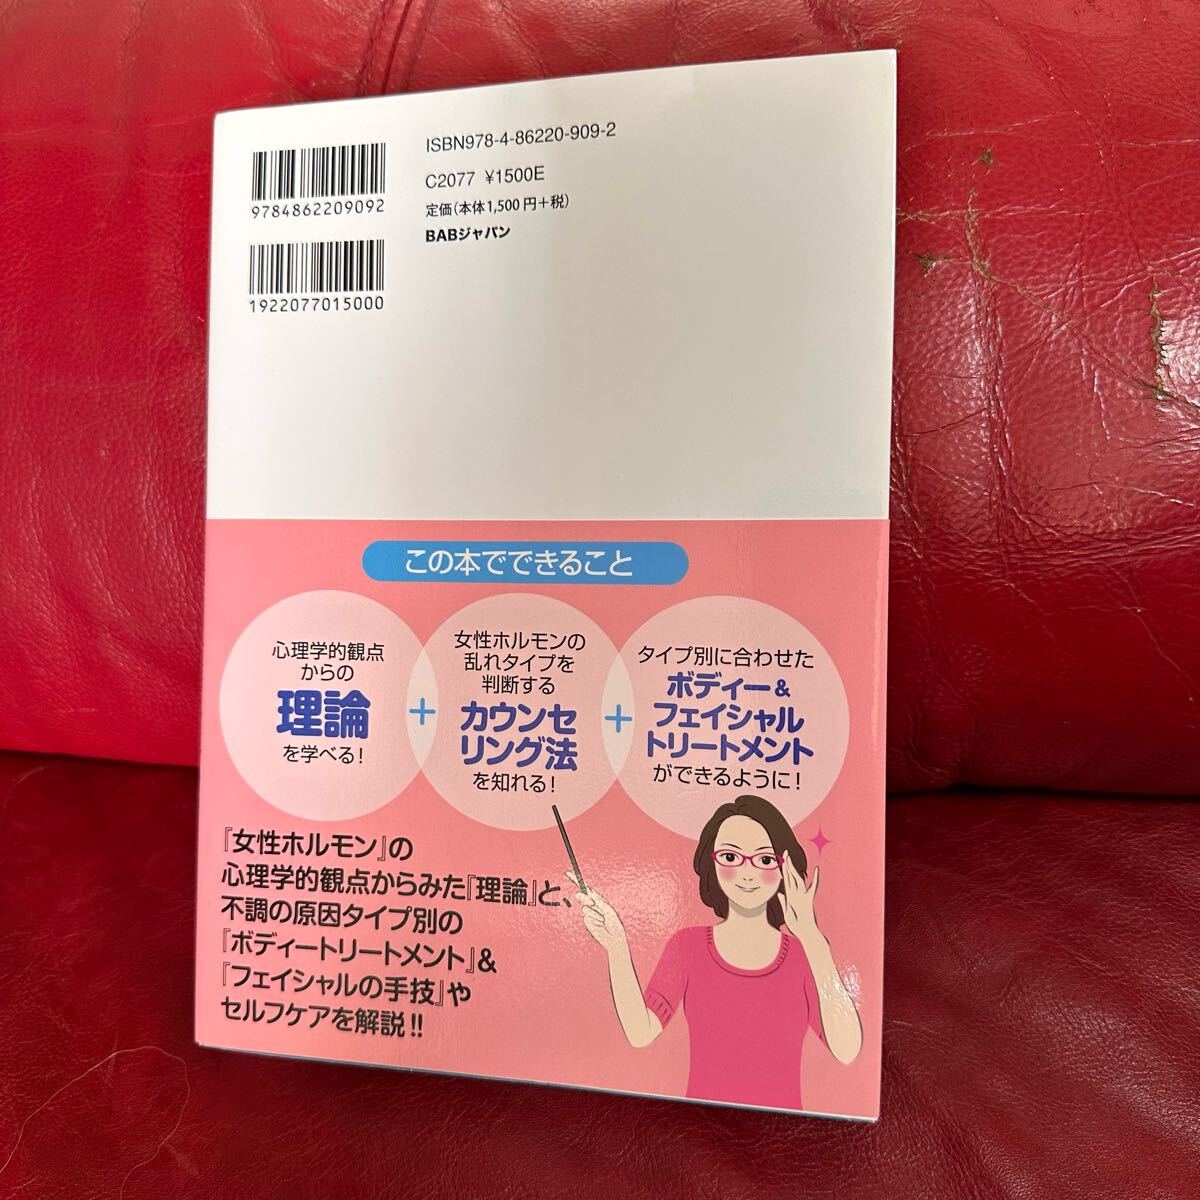 ISBN978-4-86220-909-2
C2077 ¥1500E
定価(本体1,500円+税)
BABジャパン
9784862209092
1922077015000
この本でできること
心理学的観点
からの
理論
を学べる!
+
女性ホルモンの
乱れタイプを
判断する
カウンセ
リング法
を知れる!
+
タイプ別に合わせた
ボディー&
フェイシャル
トリートメント
ができるように!
『女性ホルモン』の
心理学的観点からみた『理論』と、
不調の原因タイプ別の
『ボディートリートメント』&
『フェイシャルの手技』や
セルフケアを解説!!